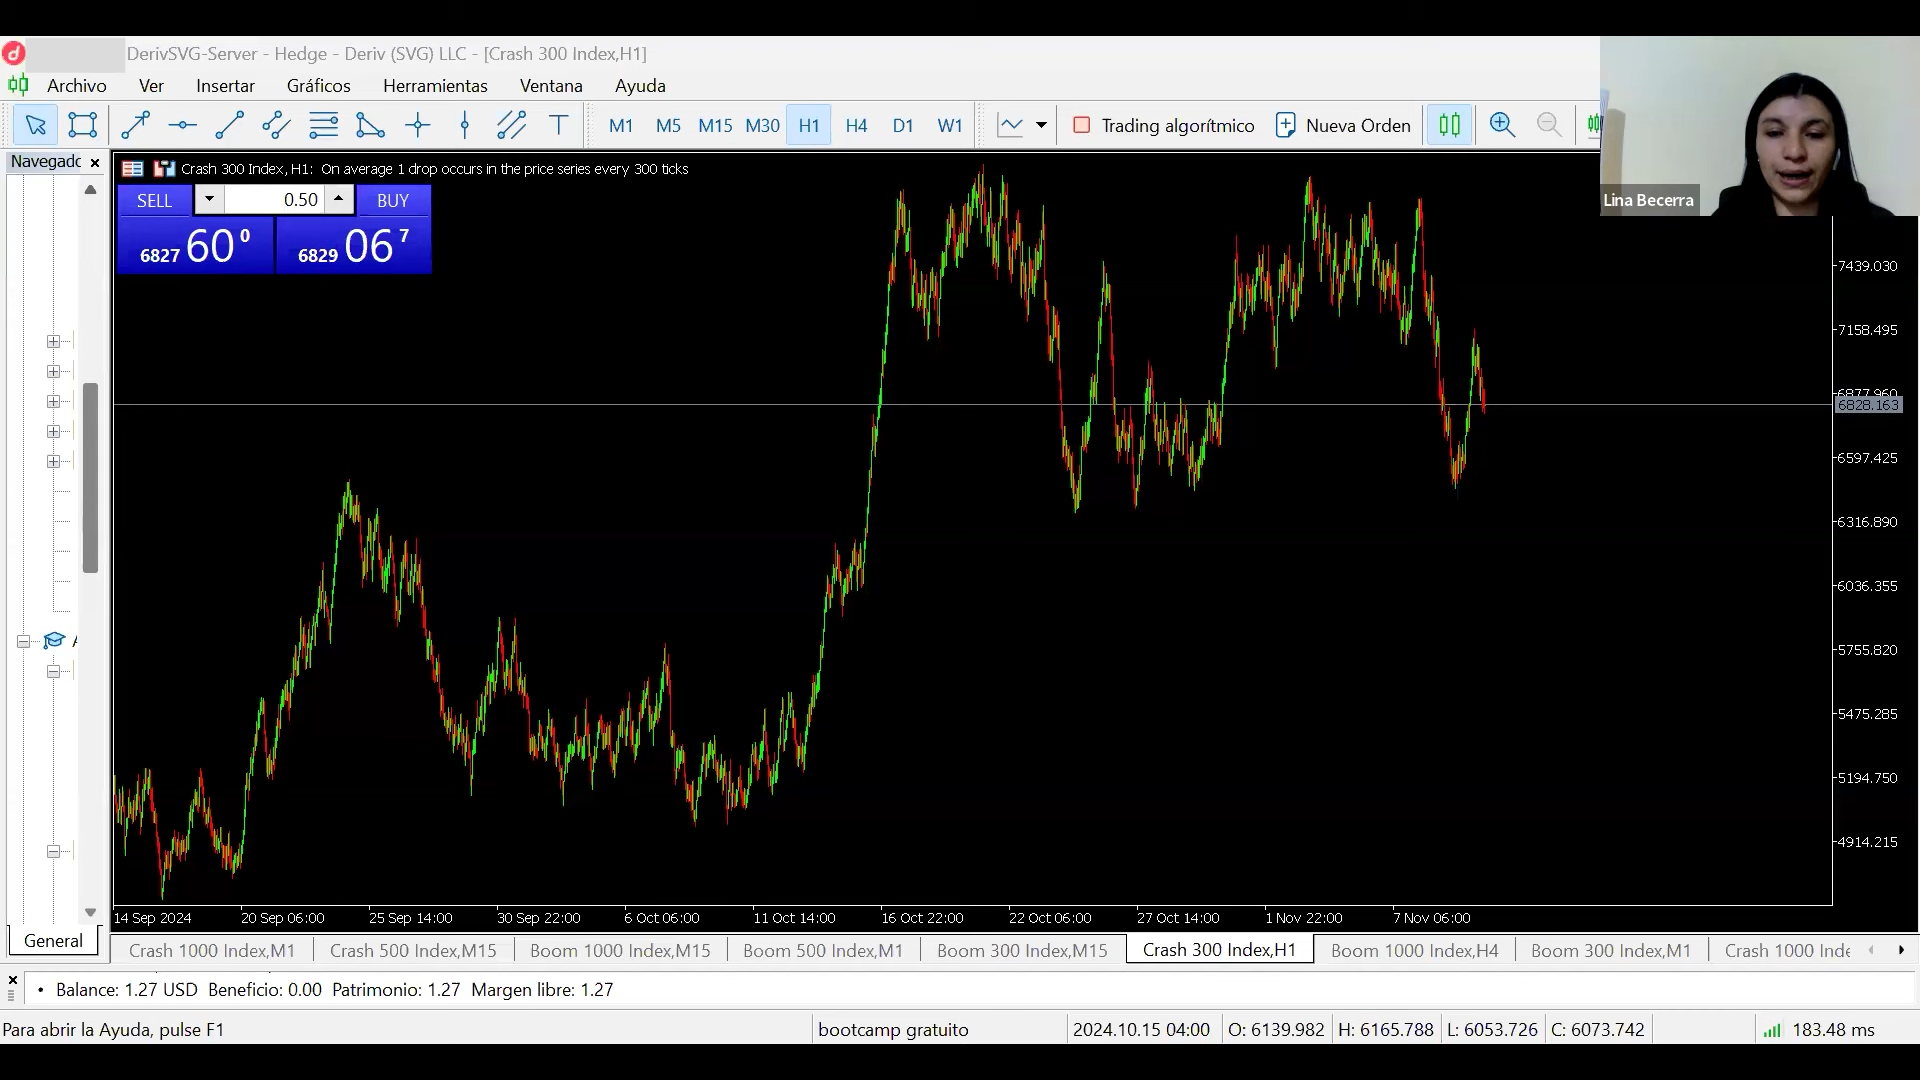 DerivSVG-Server - Hedge - Deriv (SVG) LLC - [Crash 300 Index,H1]
Archivo Ver Insertar Gráficos Herramientas Ventana Ayuda
M1 M5 M15 M30 H1 H4 D1 W1 Trading algorítmico Nueva Orden
Navegado
Crash 300 Index, H1: On average 1 drop occurs in the price series every 300 ticks
SELL 0.50 BUY
6827 60 0 6829 06 7
Lina Becerra
7439.030
7158.495
6877.960
6828.163
6597.425
6316.890
6036.355
5755.820
5475.285
5194.750
4914.215
14 Sep 2024 20 Sep 06:00 25 Sep 14:00 30 Sep 22:00 6 Oct 06:00 11 Oct 14:00 16 Oct 22:00 22 Oct 06:00 27 Oct 14:00 1 Nov 22:00 7 Nov 06:00
General
Crash 1000 Index,M1 Crash 500 Index,M15 Boom 1000 Index,M15 Boom 500 Index,M1 Boom 300 Index,M15 Crash 300 Index,H1 Boom 1000 Index,H4 Boom 300 Index,M1 Crash 1000 Inde
• Balance: 1.27 USD Beneficio: 0.00 Patrimonio: 1.27 Margen libre: 1.27
Para abrir la Ayuda, pulse F1 bootcamp gratuito 2024.10.15 04:00 O: 6139.982 H: 6165.788 L: 6053.726 C: 6073.742 183.48 ms